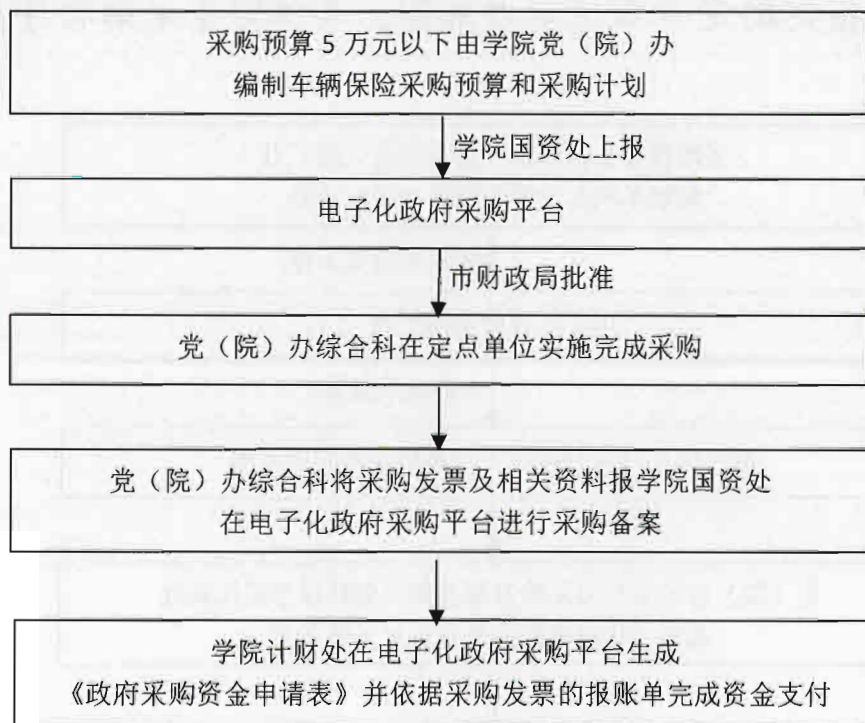 采购预算 5 万元以下由学院党（院）办
编制车辆保险采购预算和采购计划
学院国资处上报
电子化政府采购平台
市财政局批准
党（院）办综合科在定点单位实施完成采购
党（院）办综合科将采购发票及相关资料报学院国资处
在电子化政府采购平台进行采购备案
学院计财处在电子化政府采购平台生成
《政府采购资金申请表》并依据采购发票的报账单完成资金支付